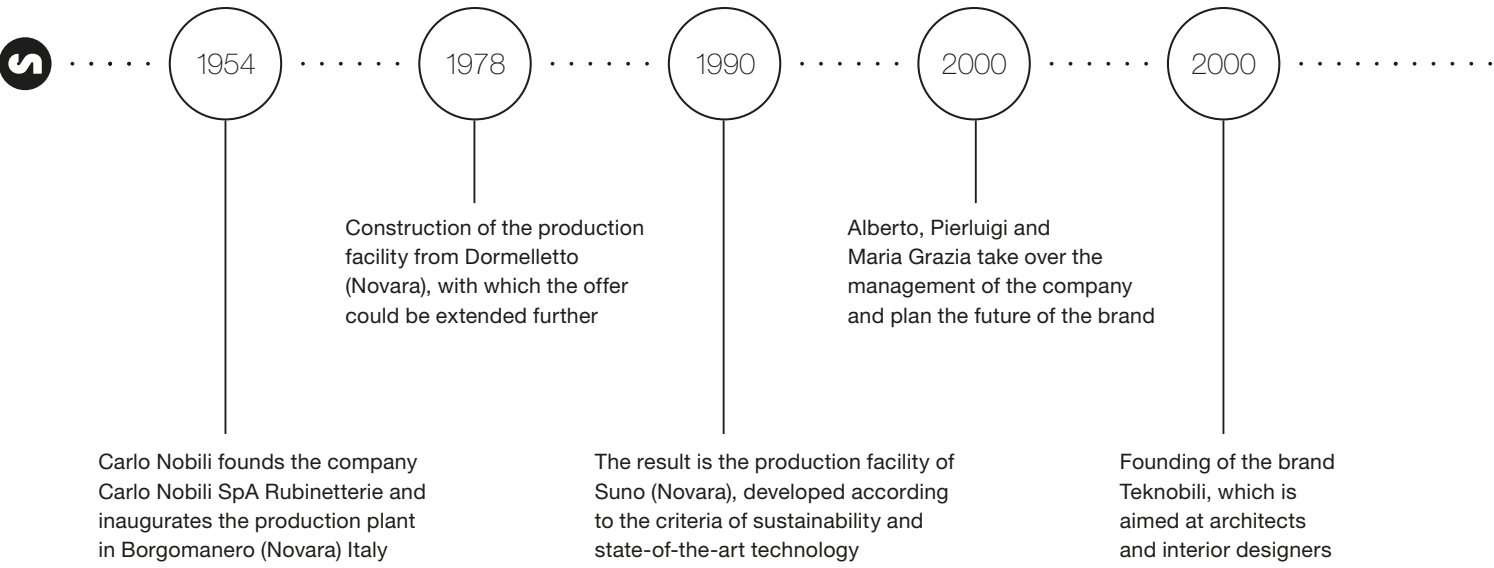 1954
1978
1990
2000
2000
Construction of the production
facility from Dormelletto
(Novara), with which the offer
could be extended further
Alberto, Pierluigi and
Maria Grazia take over the
management of the company
and plan the future of the brand
Carlo Nobili founds the company
Carlo Nobili SpA Rubinetterie and
inaugurates the production plant
in Borgomanero (Novara) Italy
The result is the production facility of
Suno (Novara), developed according
to the criteria of sustainability and
state-of-the-art technology
Founding of the brand
Teknobili, which is
aimed at architects
and interior designers